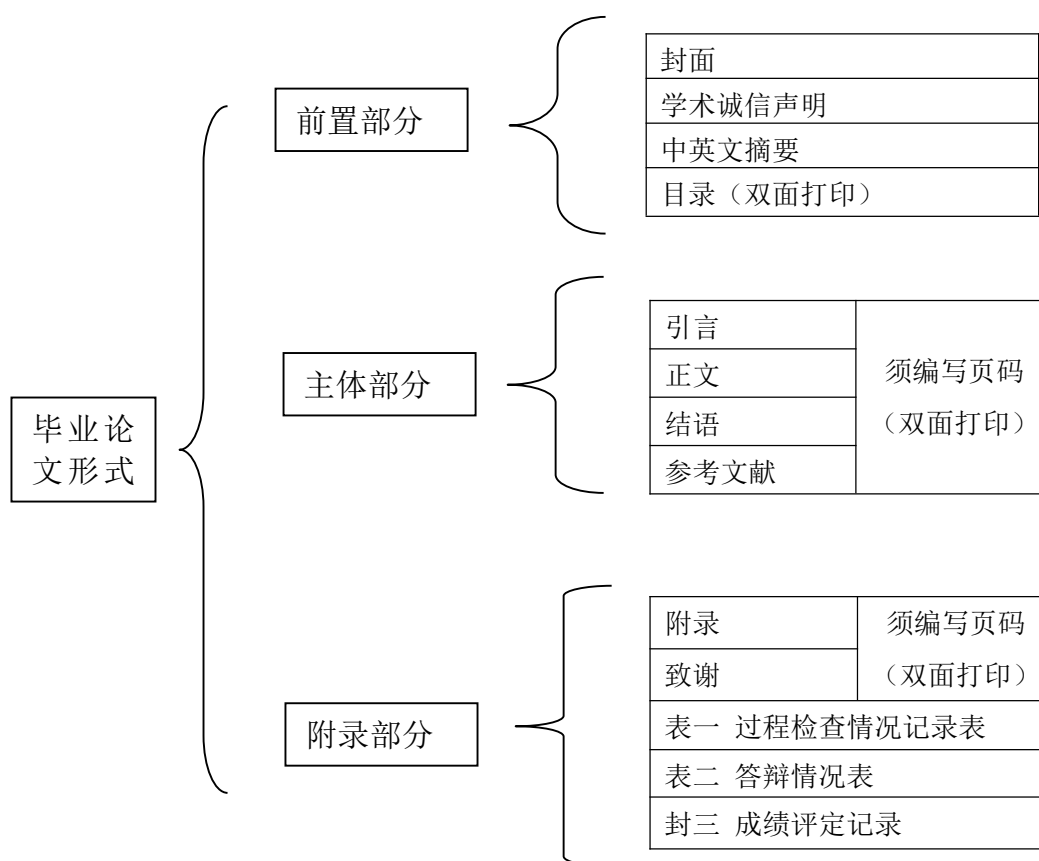 毕业论
文形式
前置部分
封面
学术诚信声明
中英文摘要
目录（双面打印）
主体部分
引言
正文
结语
参考文献
须编写页码
（双面打印）
附录部分
附录
致谢
须编写页码
（双面打印）
表一 过程检查情况记录表
表二 答辩情况表
封三 成绩评定记录